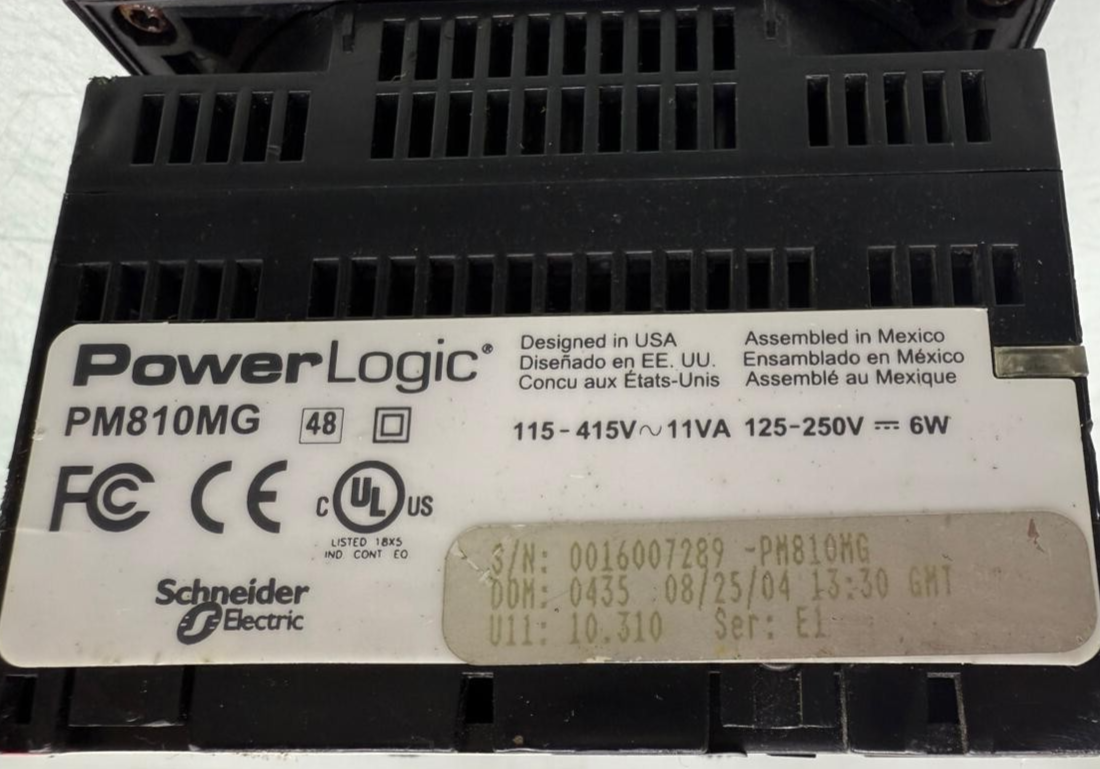 PowerLogic®
Designed in USA
Diseñado en EE. UU.
Concu aux États-Unis
Assembled in Mexico
Ensamblado en México
Assemblé au Mexique
PM810MG
48
115-415V~11VA 125-250V ⎓ 6W
FC CE C UL US
LISTED 18X5
IND CONT EQ
Schneider
Electric
S/N: 0016007289 -PM810MG
DOM: 0435 08/25/04 13:30 GMT
U11: 10.310 Ser: E1